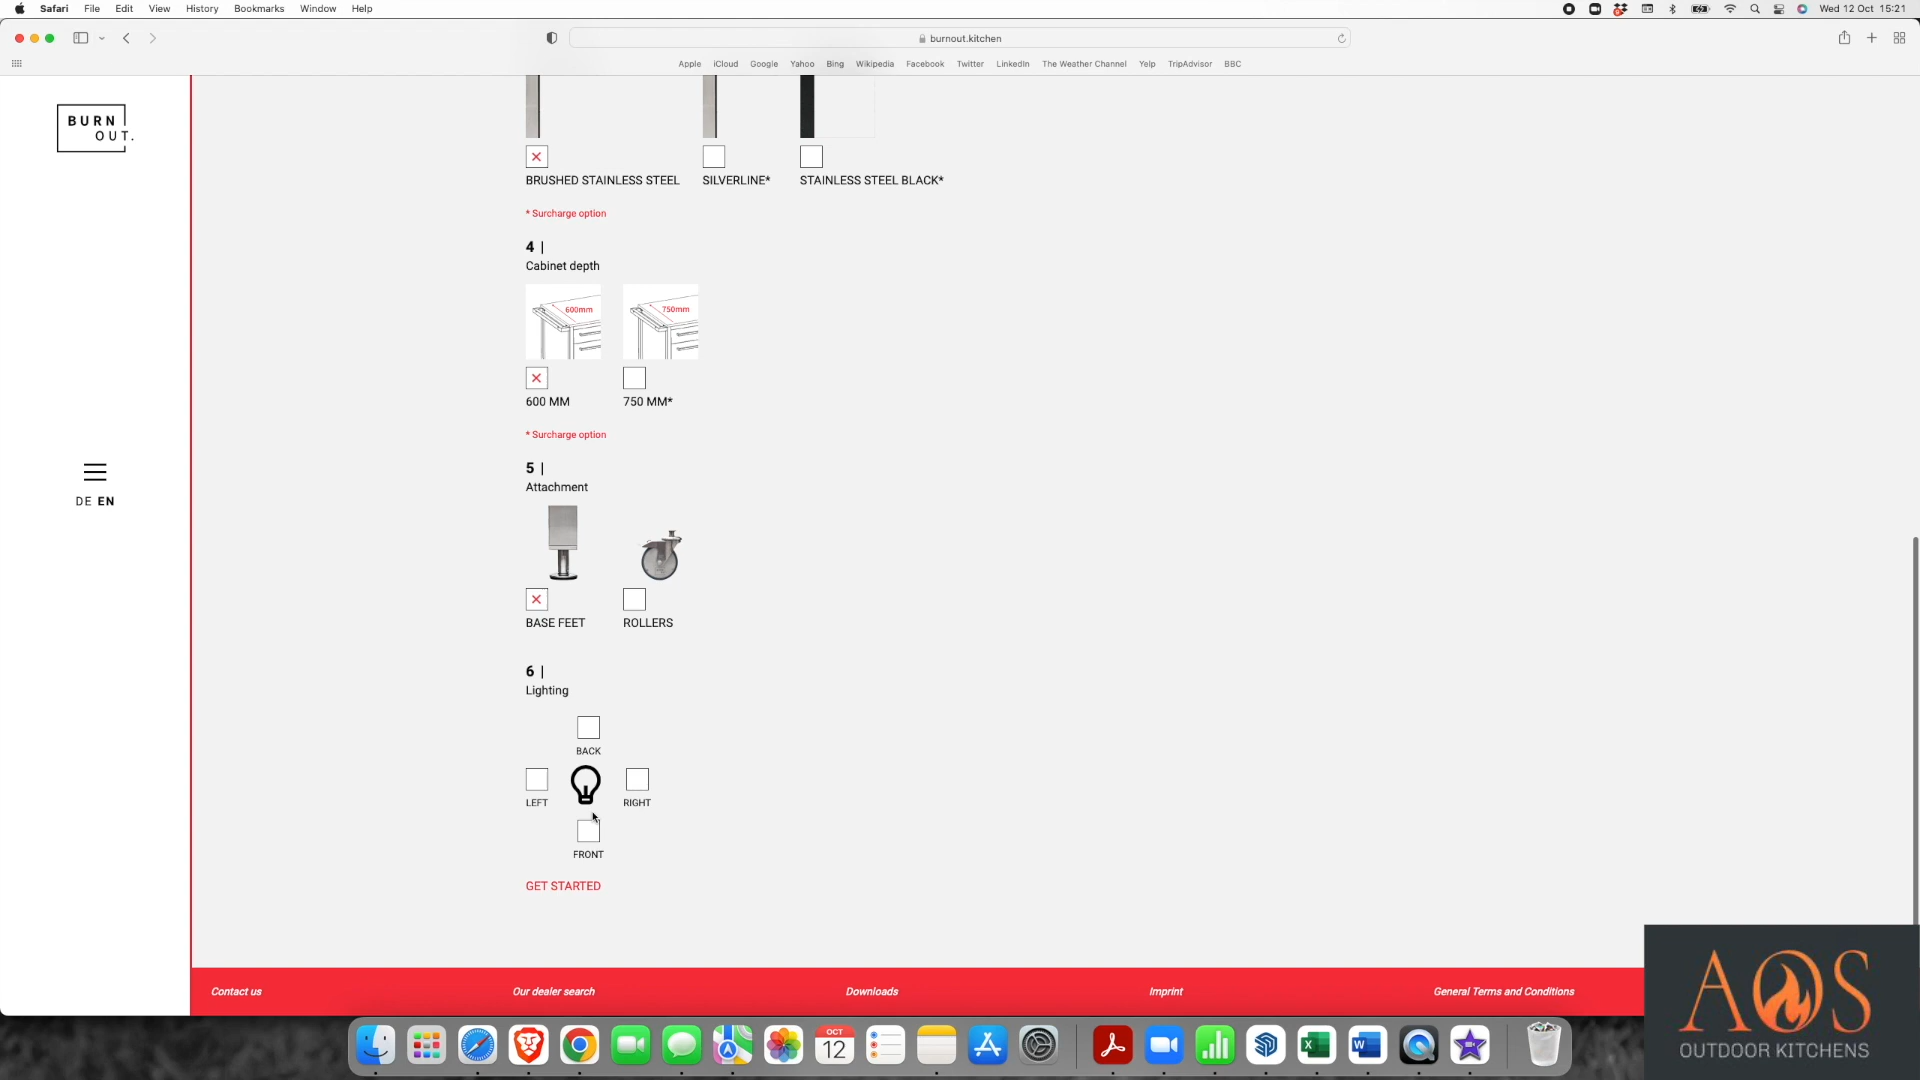 Safari File Edit View History Bookmarks Window Help Wed 12 Oct 15:21
burnout.kitchen
Apple iCloud Google Yahoo Bing Wikipedia Facebook Twitter LinkedIn The Weather Channel Yelp TripAdvisor BBC
BURN
OUT.
BRUSHED STAINLESS STEEL SILVERLINE* STAINLESS STEEL BLACK*
* Surcharge option
4 |
Cabinet depth
600mm 750mm
600 MM 750 MM*
* Surcharge option
5 |
Attachment
DE EN
BASE FEET ROLLERS
6 |
Lighting
BACK
LEFT RIGHT
FRONT
GET STARTED
Contact us Our dealer search Downloads Imprint General Terms and Conditions
OCT
12
AOS
OUTDOOR KITCHENS